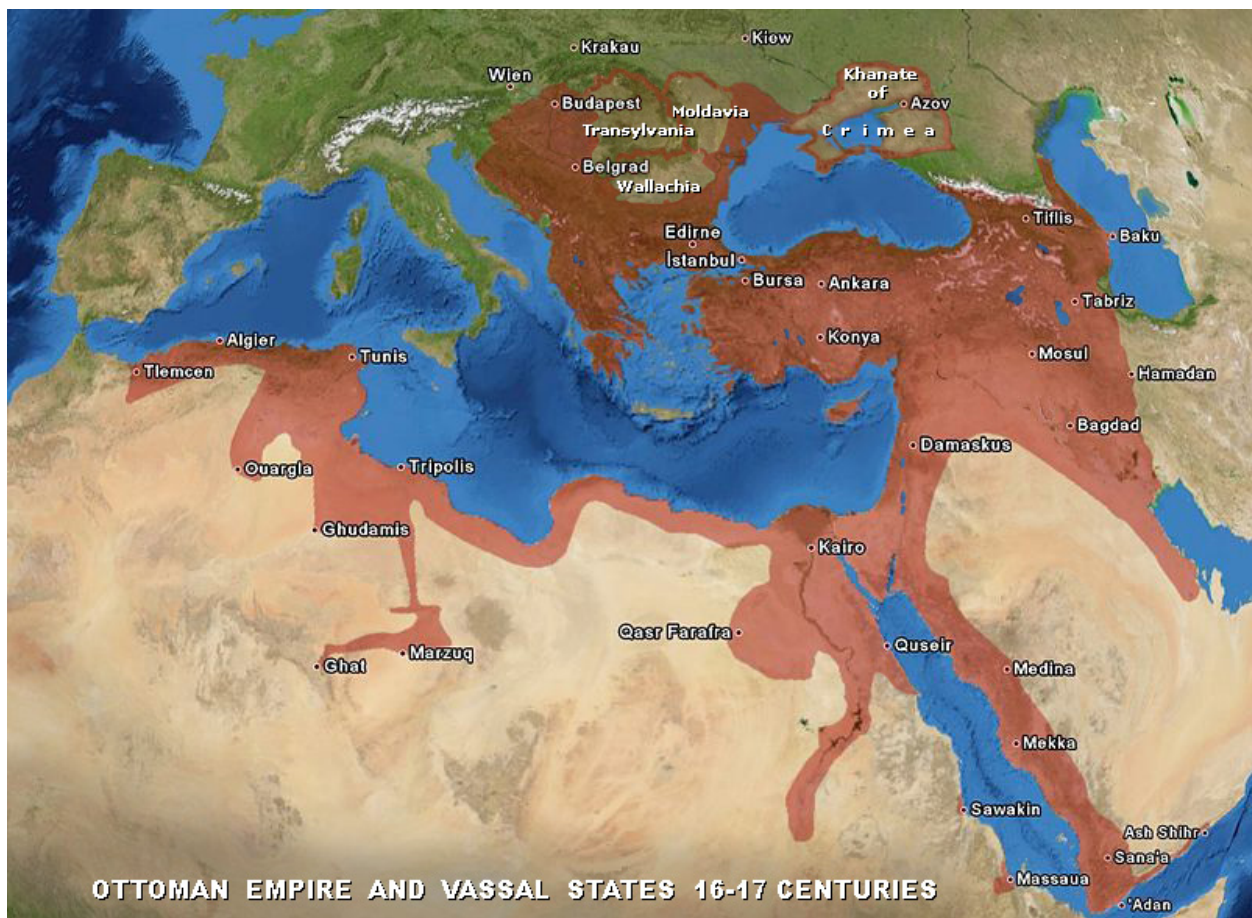 Kiow
Krakau
Wien
Khanate
of
Budapest
Azov
Moldavia
Transylvania
Crimea
Belgrad
Wallachia
Tiflis
Edirne
Baku
İstanbul
Bursa
Ankara
Tabriz
Algier
Konya
Tunis
Mosul
Tlemcen
Hamadan
Bagdad
Damaskus
Ouargla
Tripolis
Ghudamis
Kairo
Qasr Farafra
Quseir
Marzuq
Ghat
Medina
Mekka
Sawakin
Ash Shihr
Sana'a
Massaua
OTTOMAN EMPIRE AND VASSAL STATES 16-17 CENTURIES
'Adan